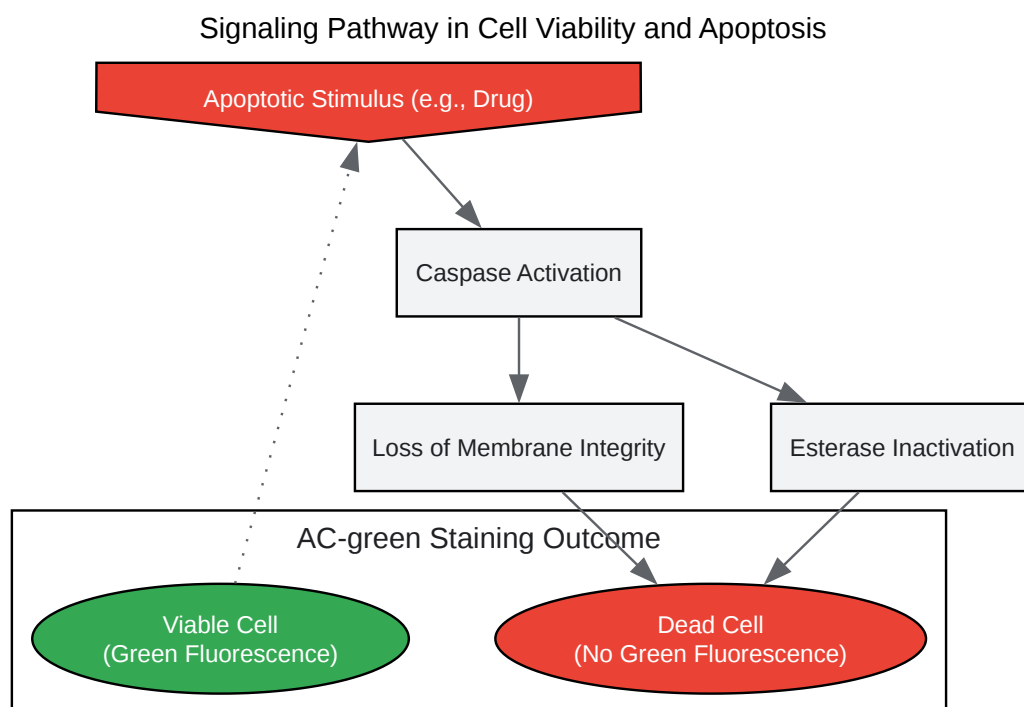 Signaling Pathway in Cell Viability and Apoptosis
Apoptotic Stimulus (e.g., Drug)
Caspase Activation
Loss of Membrane Integrity
Esterase Inactivation
AC-green Staining Outcome
Viable Cell
(Green Fluorescence)
Dead Cell
(No Green Fluorescence)